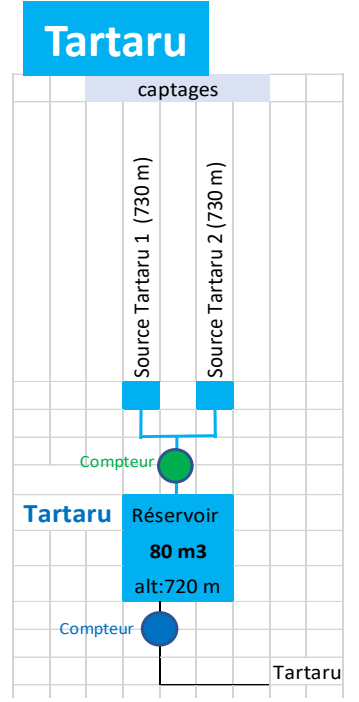 Tartaru
captages
Source Tartaru 1 (730 m)
Source Tartaru 2 (730 m)
Compteur
Tartaru
Réservoir
80 m3
alt:720 m
Compteur
Tartaru